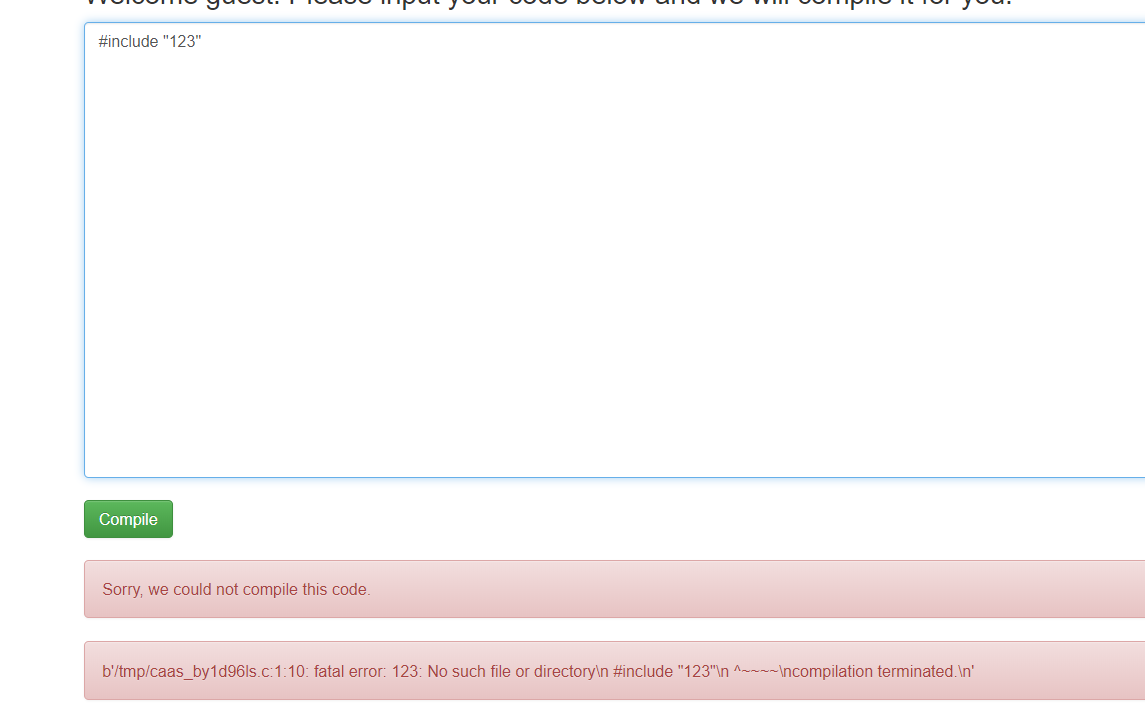 Welcome guest. Please input your code below and we will compile it for you.
#include "123"
Compile
Sorry, we could not compile this code.
b'/tmp/caas_by1d96ls.c:1:10: fatal error: 123: No such file or directory\n #include "123"\n ^~~~~\ncompilation terminated.\n'